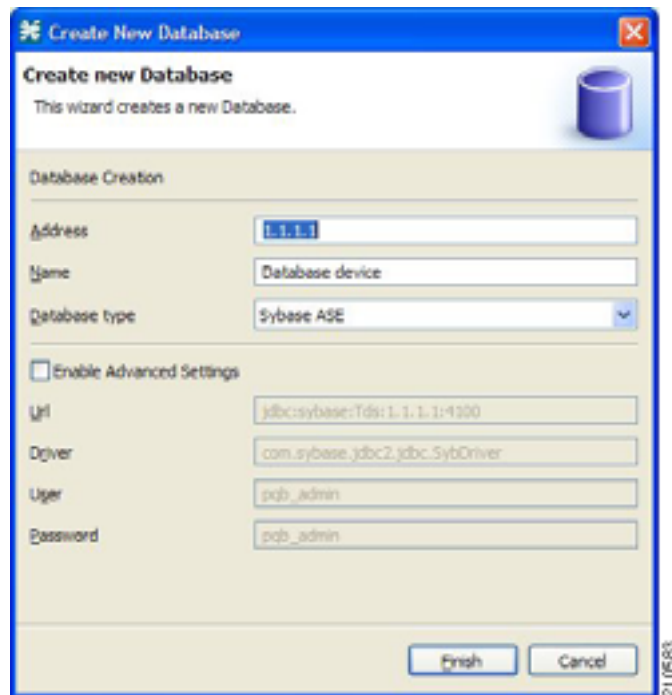 Create New Database
Create new Database
This wizard creates a new Database.
Database Creation
Address 1.1.1.1
Name Database device
Database type Sybase ASE
Enable Advanced Settings
Url jdbc:sybase:Tds:1.1.1.1:4100
Driver com.sybase.jdbc2.jdbc.SybDriver
User pqb_admin
Password pqb_admin
Finish Cancel